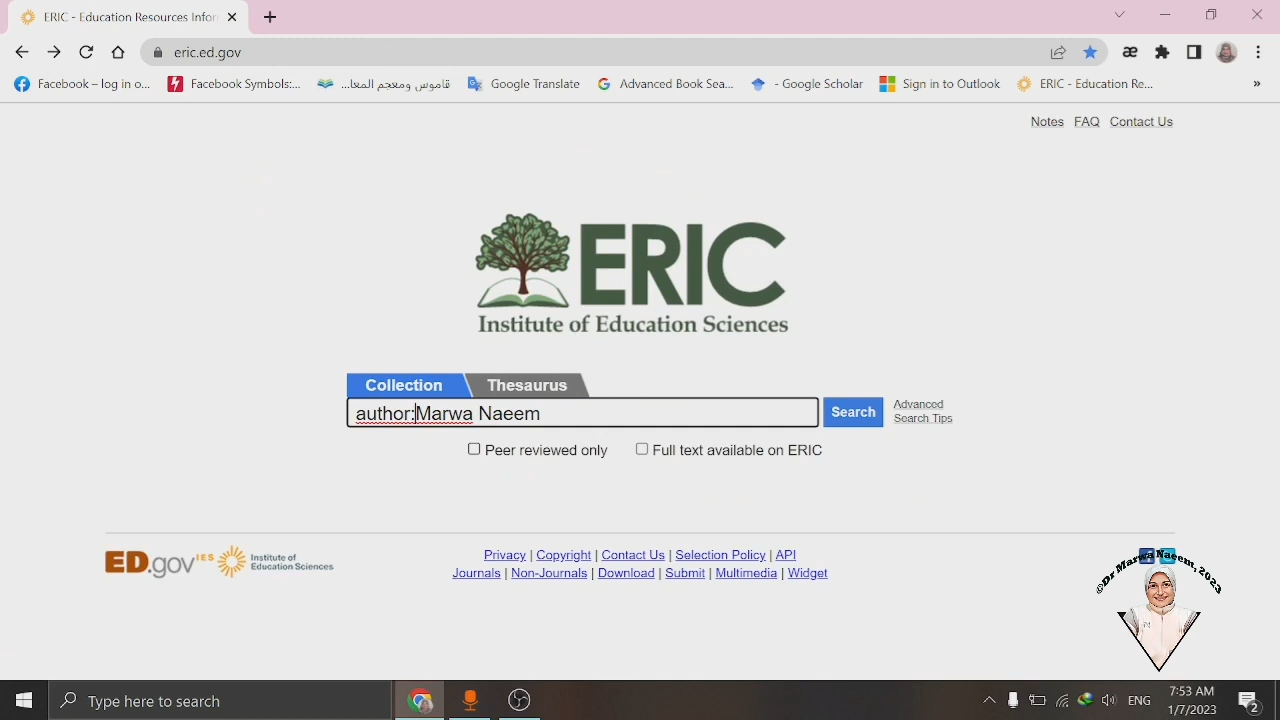 ERIC - Education Resources Infor
eric.ed.gov
Facebook – log in o...
Facebook Symbols:...
قاموس ومعجم المعا...
Google Translate
Advanced Book Sea...
- Google Scholar
Sign in to Outlook
ERIC - Education Re...
»
Notes FAQ Contact Us
ERIC
Institute of Education Sciences
Collection Thesaurus
author:Marwa Naeem
Search
Advanced
Search Tips
Peer reviewed only
Full text available on ERIC
ED.gov
IES
Institute of
Education Sciences
Privacy | Copyright | Contact Us | Selection Policy | API
Journals | Non-Journals | Download | Submit | Multimedia | Widget
©Dr Marwa Naeem, 2023
Type here to search
ENG
7:53 AM
1/7/2023
2